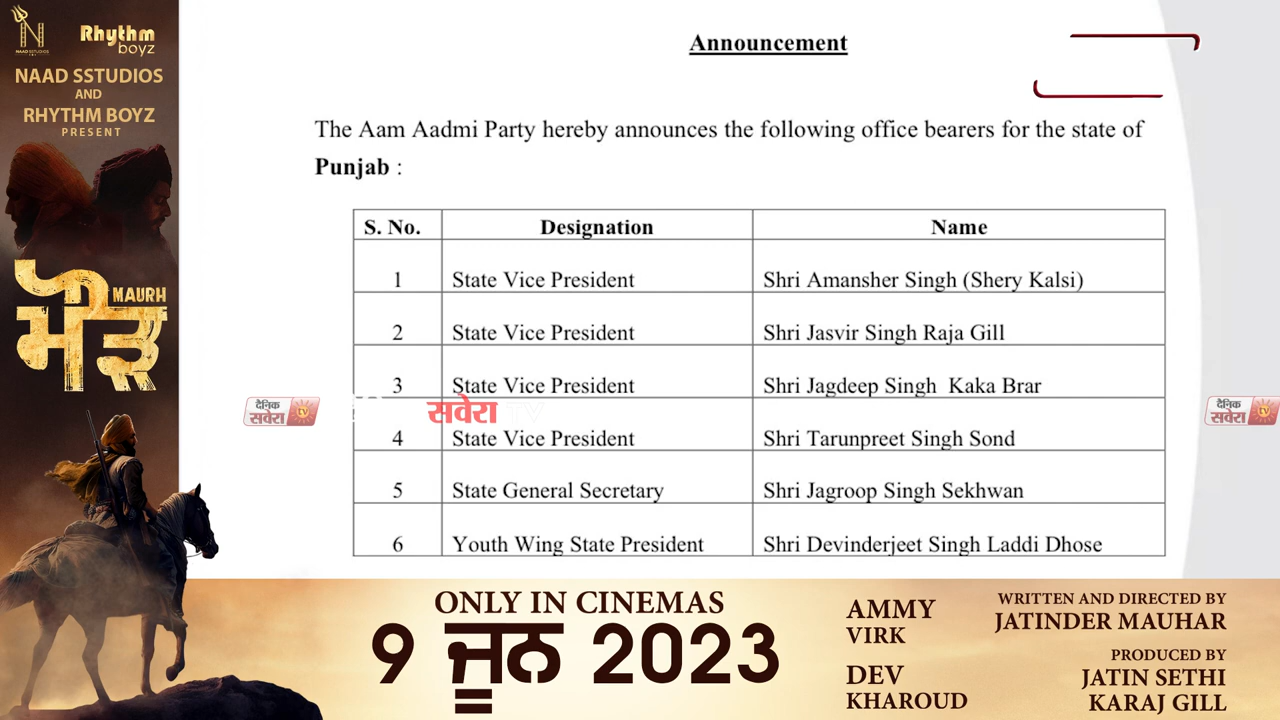 NAAD SSTUDIOS
Rhythm
boyz
NAAD SSTUDIOS
AND
RHYTHM BOYZ
PRESENT
MAURH
ਮੌੜ
Announcement
The Aam Aadmi Party hereby announces the following office bearers for the state of
Punjab :
S. No. Designation Name
1 State Vice President Shri Amansher Singh (Shery Kalsi)
2 State Vice President Shri Jasvir Singh Raja Gill
3 State Vice President Shri Jagdeep Singh Kaka Brar
4 State Vice President Shri Tarunpreet Singh Sond
5 State General Secretary Shri Jagroop Singh Sekhwan
6 Youth Wing State President Shri Devinderjeet Singh Laddi Dhose
दैनिक
सवेरा TV
सवेरा TV
दैनिक
सवेरा TV
ONLY IN CINEMAS
9 ਜੂਨ 2023
AMMY
VIRK
DEV
KHAROUD
WRITTEN AND DIRECTED BY
JATINDER MAUHAR
PRODUCED BY
JATIN SETHI
KARAJ GILL